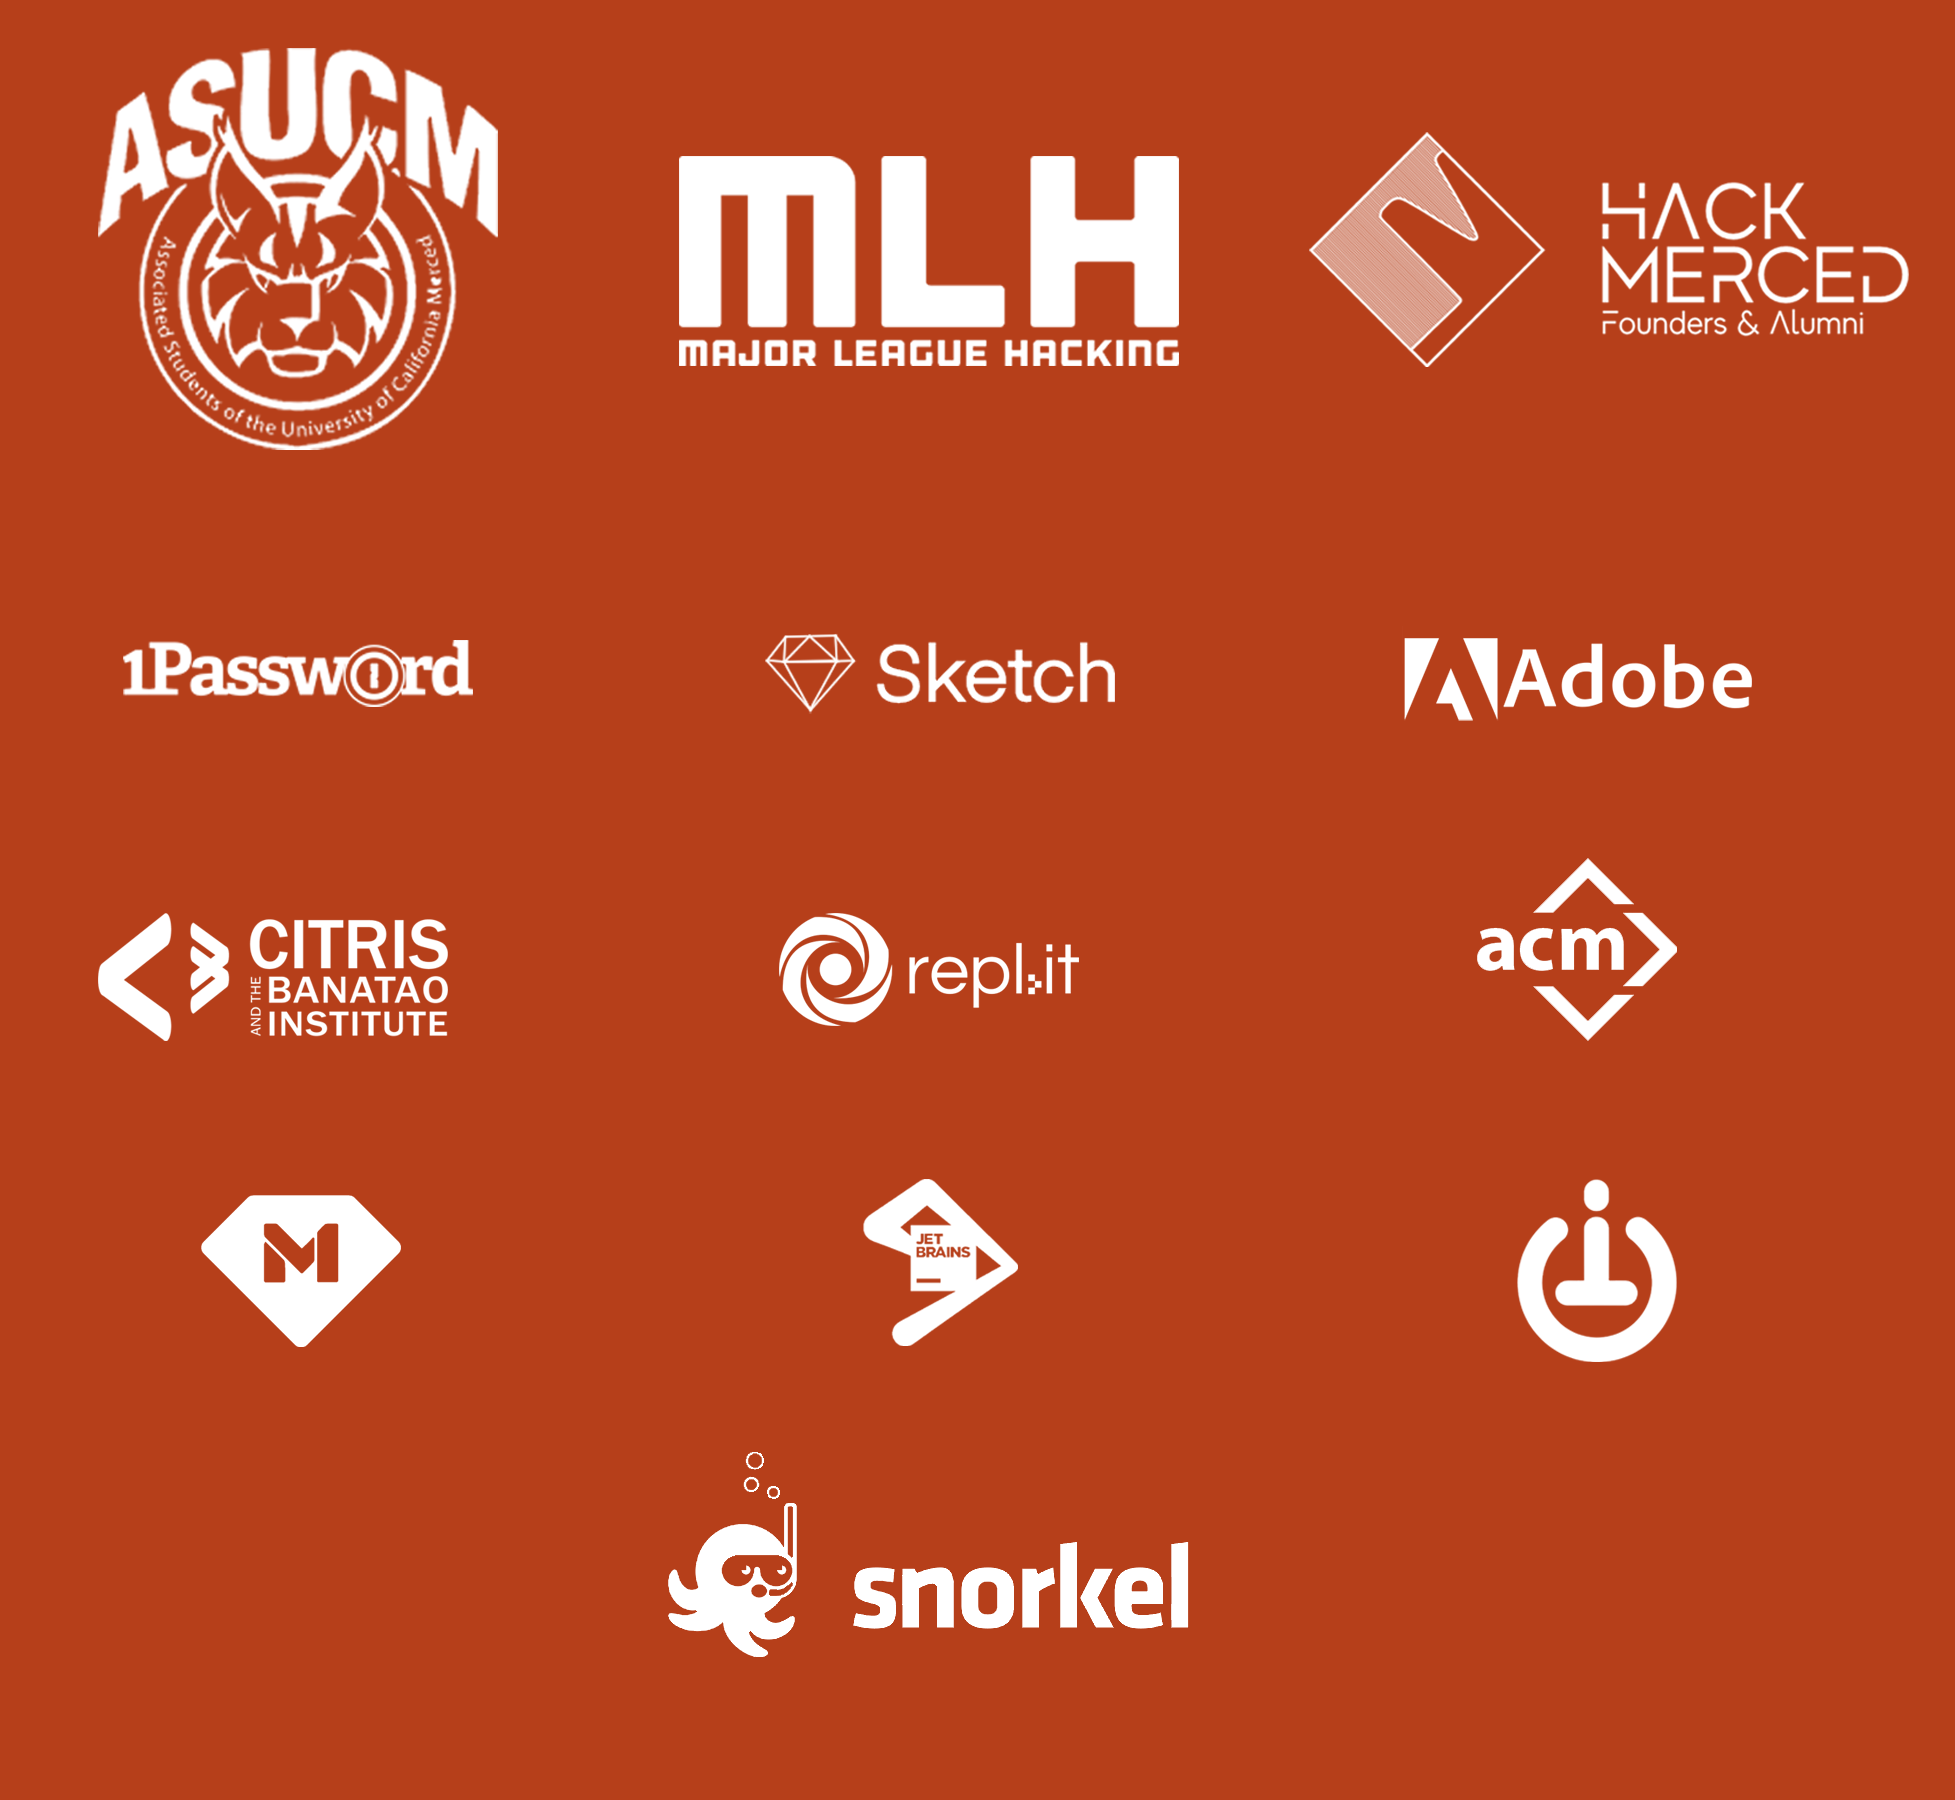 ASUCM
Associated Students of the University of California Merced
MLH
MAJOR LEAGUE HACKING
HACK
MERCED
Founders & Alumni
1Password
Sketch
Adobe
CITRIS
AND THE BANATAO
INSTITUTE
repl.it
acm
M
JET
BRAINS
snorkel